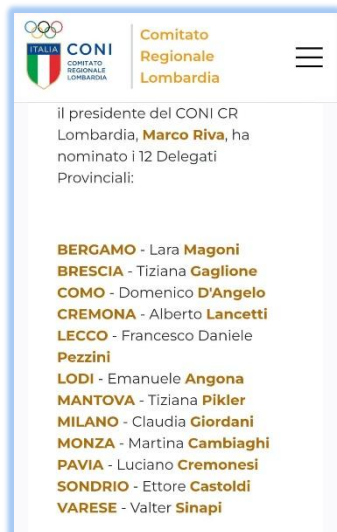 ITALIA
CONI
COMITATO
REGIONALE
LOMBARDIA
Comitato
Regionale
Lombardia
il presidente del CONI CR
Lombardia, Marco Riva, ha
nominato i 12 Delegati
Provinciali:
BERGAMO - Lara Magoni
BRESCIA - Tiziana Gaglione
COMO - Domenico D'Angelo
CREMONA - Alberto Lancetti
LECCO - Francesco Daniele
Pezzini
LODI - Emanuele Angona
MANTOVA - Tiziana Pikler
MILANO - Claudia Giordani
MONZA - Martina Cambiaghi
PAVIA - Luciano Cremonesi
SONDRIO - Ettore Castoldi
VARESE - Valter Sinapi